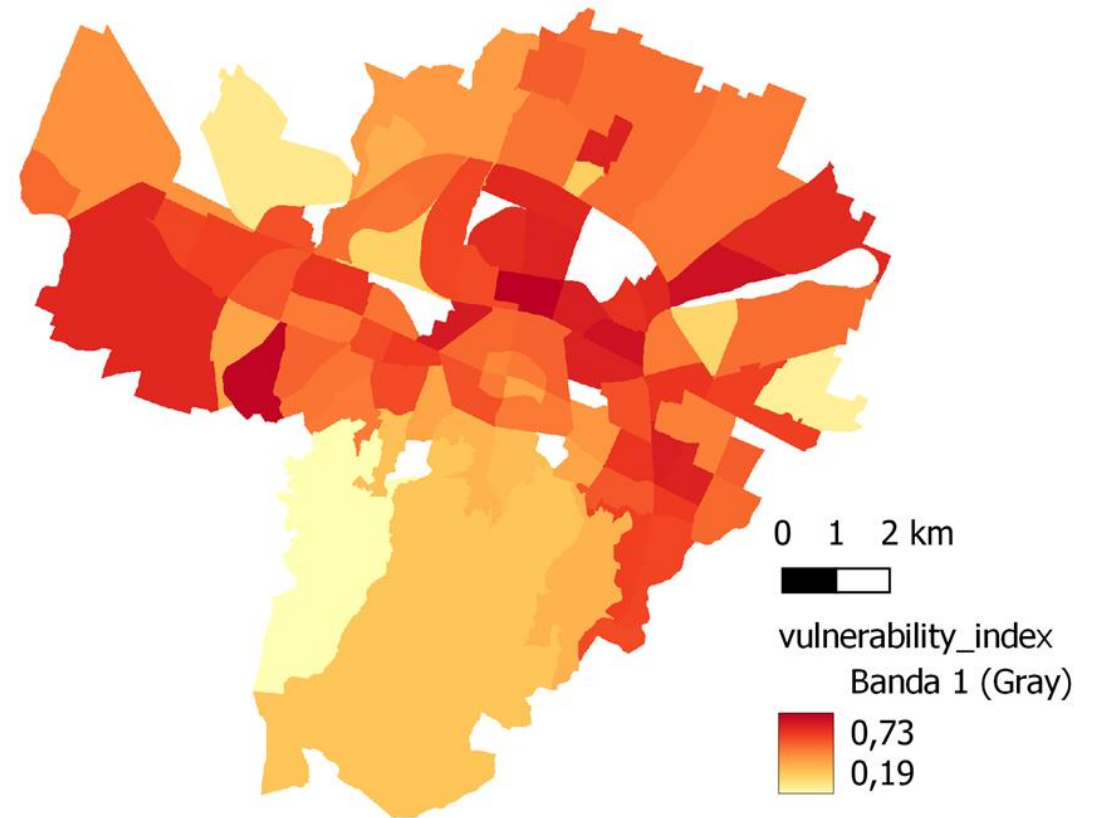 0 1 2 km
vulnerability_index
Banda 1 (Gray)
0,73
0,19